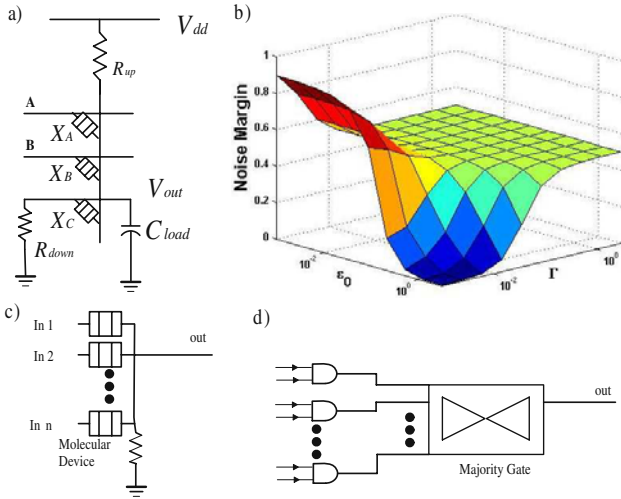 a)
V_dd
R_up
A
X_A
B
X_B
V_out
X_C
R_down
C_load
b)
Noise Margin
1
0.8
0.6
0.4
0.2
0
10^-2
ε_0
10^0
10^-2
Γ
10^0
c)
In 1
In 2
out
In n
Molecular
Device
d)
out
Majority Gate